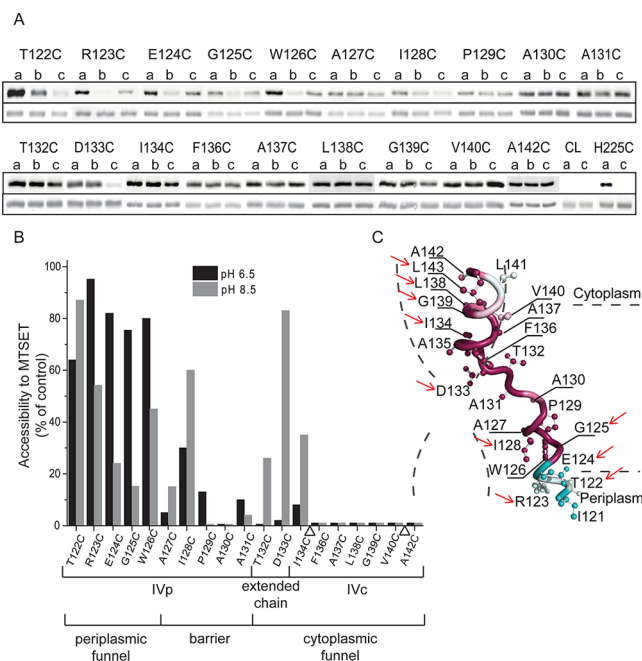 A
T122C R123C E124C G125C W126C A127C I128C P129C A130C A131C
a b c a b c a b c a b c a b c a b c a b c a b c a b c a b c
T132C D133C I134C F136C A137C L138C G139C V140C A142C CL H225C
a b c a b c a b c a b c a b c a b c a b c a b c a b c a c a c
B
C
pH 6.5
pH 8.5
Accessibility to MTSET
(% of control)
100
80
60
40
20
0
T122C R123C E124C G125C W126C A127C I128C P129C A130C A131C T132C D133C I134C F136C A137C L138C G139C V140C A142C
IVp extended chain IVc
periplasmic funnel barrier cytoplasmic funnel
A142
L141
L143
L138
V140
Cytoplasm
G139
A137
I134
F136
A135
T132
D133
A130
A131
P129
A127
G125
I128
E124
W126
T122
R123
Periplasm
I121